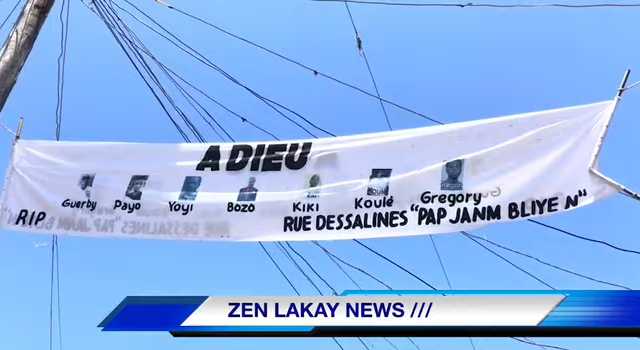 ADIEU
Guerby Payo Yoyi Bozo Kiki Koulé Gregory
RIP
RUE DESSALINES "PAP JANM BLIYE N"
ZEN LAKAY NEWS ///